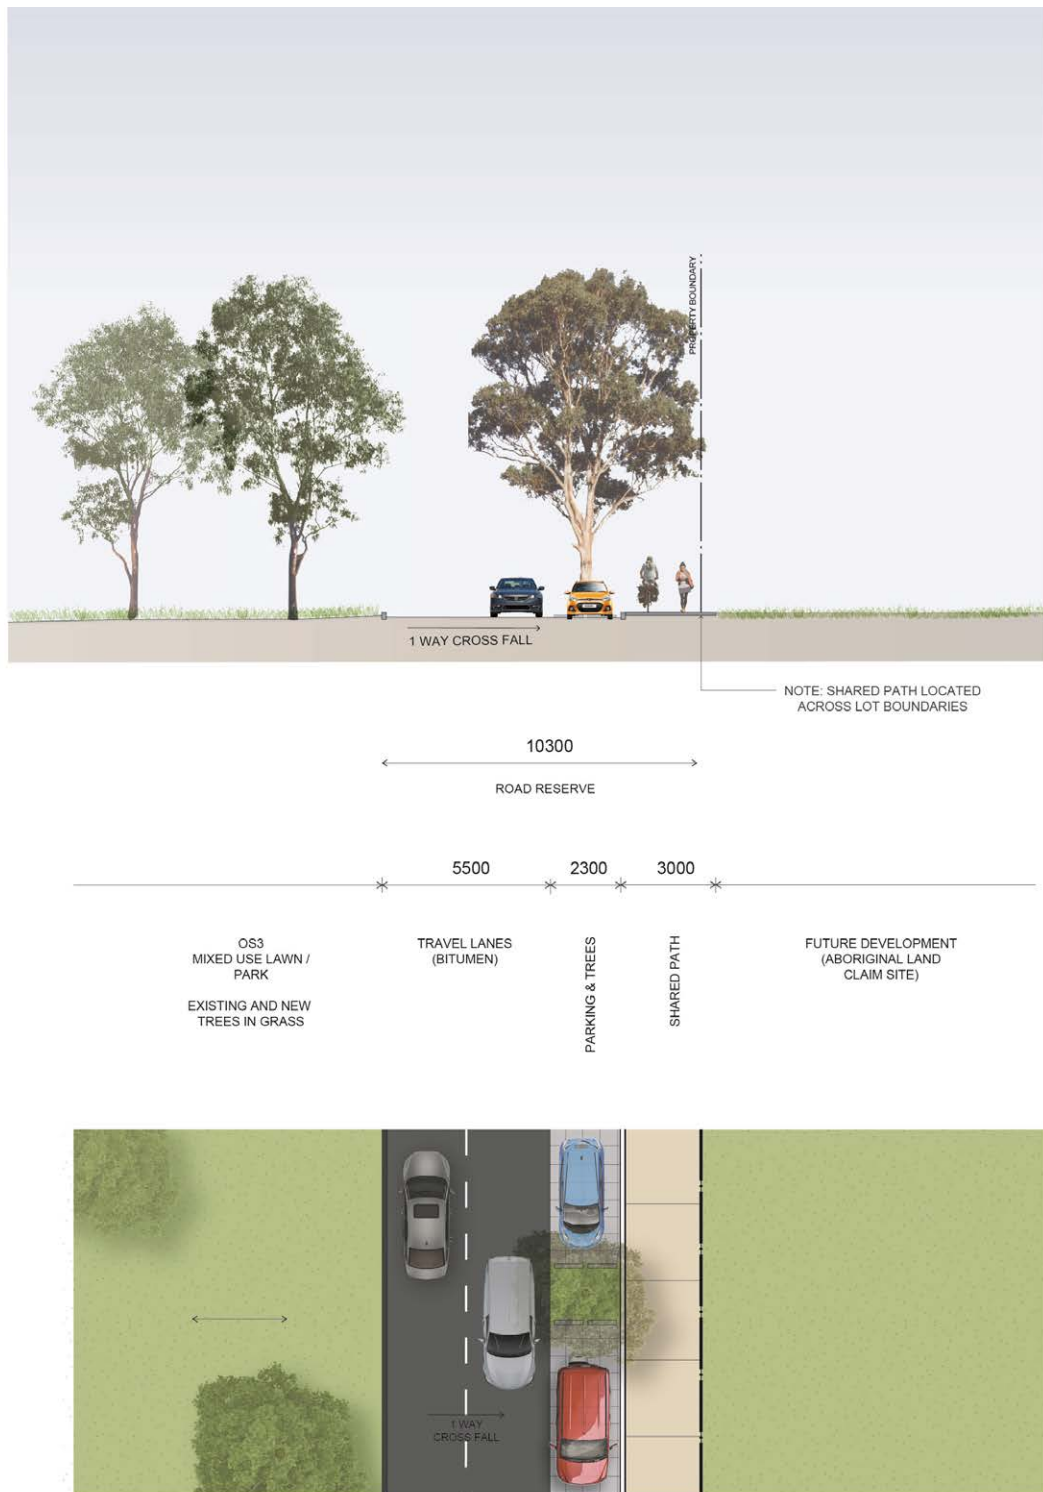 PROPERTY BOUNDARY
1 WAY CROSS FALL
NOTE: SHARED PATH LOCATED
ACROSS LOT BOUNDARIES
10300
ROAD RESERVE
5500
2300
3000
OS3
MIXED USE LAWN /
PARK
EXISTING AND NEW
TREES IN GRASS
TRAVEL LANES
(BITUMEN)
PARKING & TREES
SHARED PATH
FUTURE DEVELOPMENT
(ABORIGINAL LAND
CLAIM SITE)
1 WAY
CROSS FALL